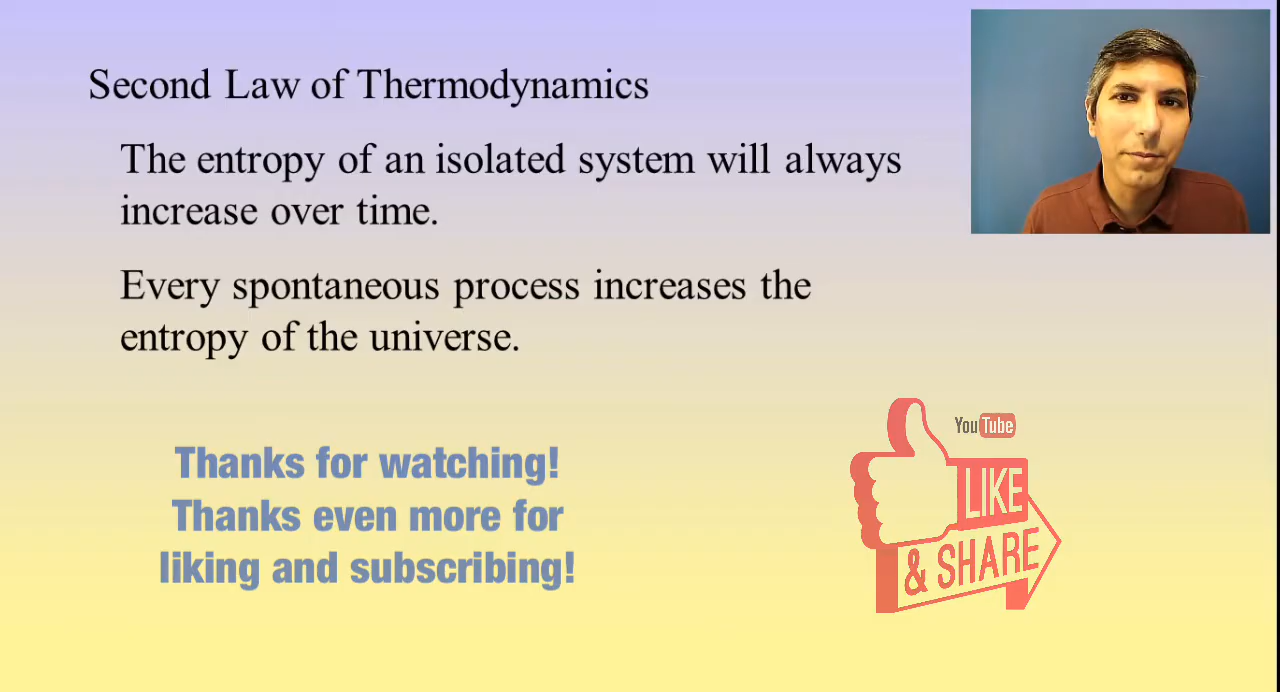 Second Law of Thermodynamics
The entropy of an isolated system will always
increase over time.
Every spontaneous process increases the
entropy of the universe.
Thanks for watching!
Thanks even more for
liking and subscribing!
YouTube
LIKE
& SHARE